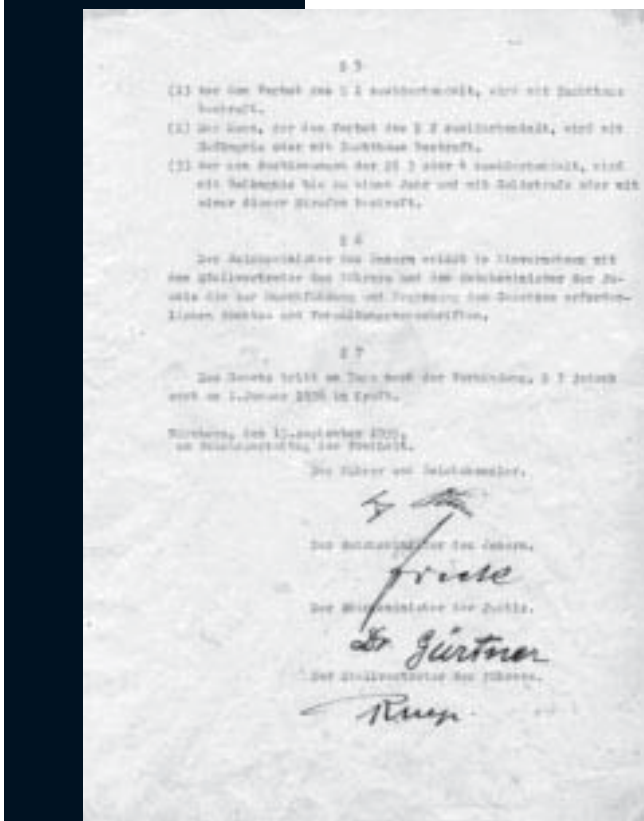 § 5
(1) Wer dem Verbot des § 1 zuwiderhandelt, wird mit Zuchthaus
bestraft.
(2) Der Mann, der dem Verbot des § 2 zuwiderhandelt, wird mit
Gefängnis oder mit Zuchthaus bestraft.
(3) Wer den Bestimmungen der §§ 3 oder 4 zuwiderhandelt, wird
mit Gefängnis bis zu einem Jahr und mit Geldstrafe oder mit
einer dieser Strafen bestraft.
§ 6
Der Reichsminister des Innern erläßt im Einvernehmen mit
dem Stellvertreter des Führers und dem Reichsminister der Ju-
stiz die zur Durchführung und Ergänzung des Gesetzes erforder-
lichen Rechts- und Verwaltungsvorschriften.
§ 7
Das Gesetz tritt am Tage nach der Verkündung, § 3 jedoch
erst am 1.Januar 1936 in Kraft.
Nürnberg, den 15.September 1935,
am Reichsparteitag der Freiheit.
Der Führer und Reichskanzler.
Der Reichsminister des Innern.
Frick
Der Reichsminister der Justiz.
Dr Gürtner
Der Stellvertreter des Führers.